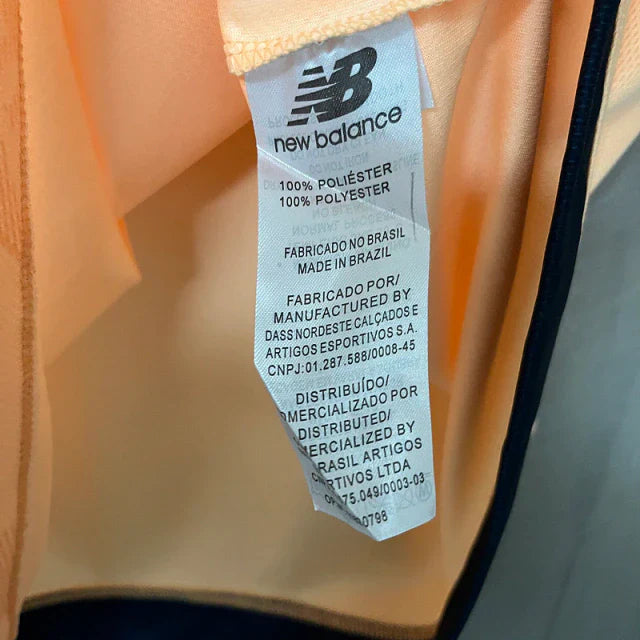 NB
new balance
100% POLIÉSTER
100% POLYESTER
FABRICADO NO BRASIL
MADE IN BRAZIL
FABRICADO POR/
MANUFACTURED BY
DASS NORDESTE CALÇADOS E
ARTIGOS ESPORTIVOS S.A.
CNPJ:01.287.588/0008-45
DISTRIBUÍDO/
OMERCIALIZADO POR
DISTRIBUTED/
MERCIALIZED BY
RASIL ARTIGOS
LTDA
75.049/0003-03
0798